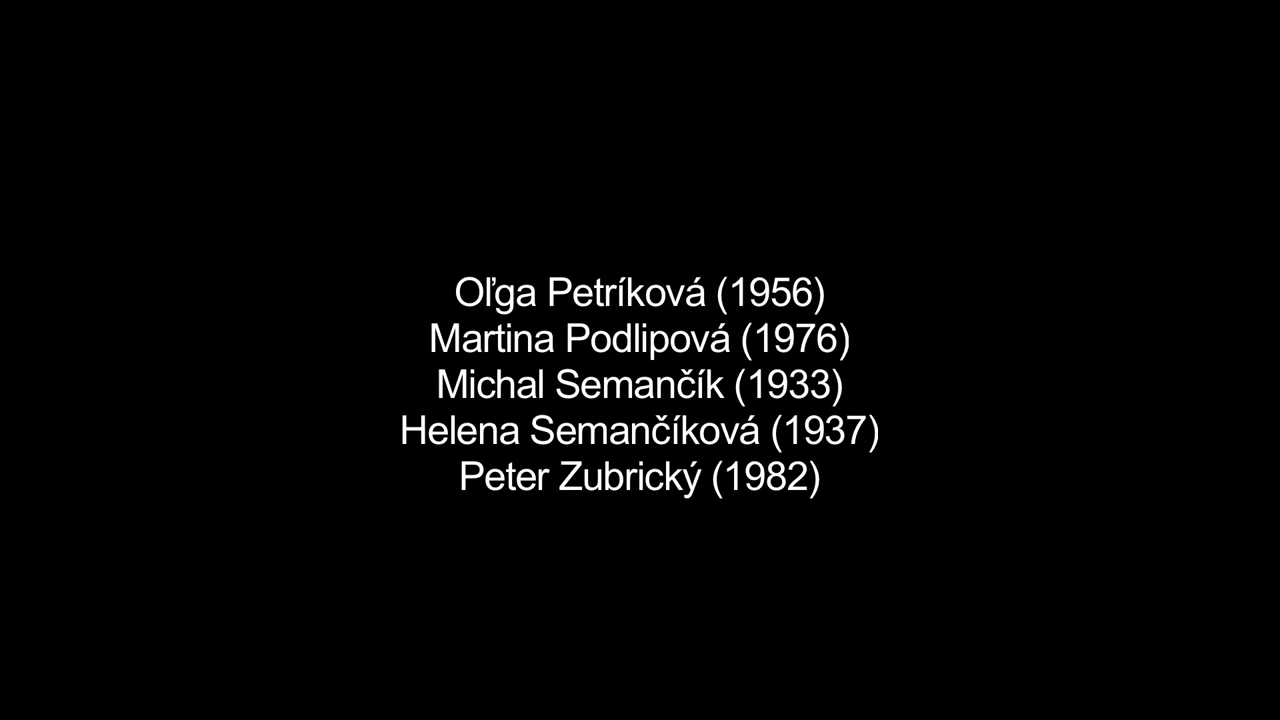 Oľga Petríková (1956)
Martina Podlipová (1976)
Michal Semančík (1933)
Helena Semančíková (1937)
Peter Zubrický (1982)